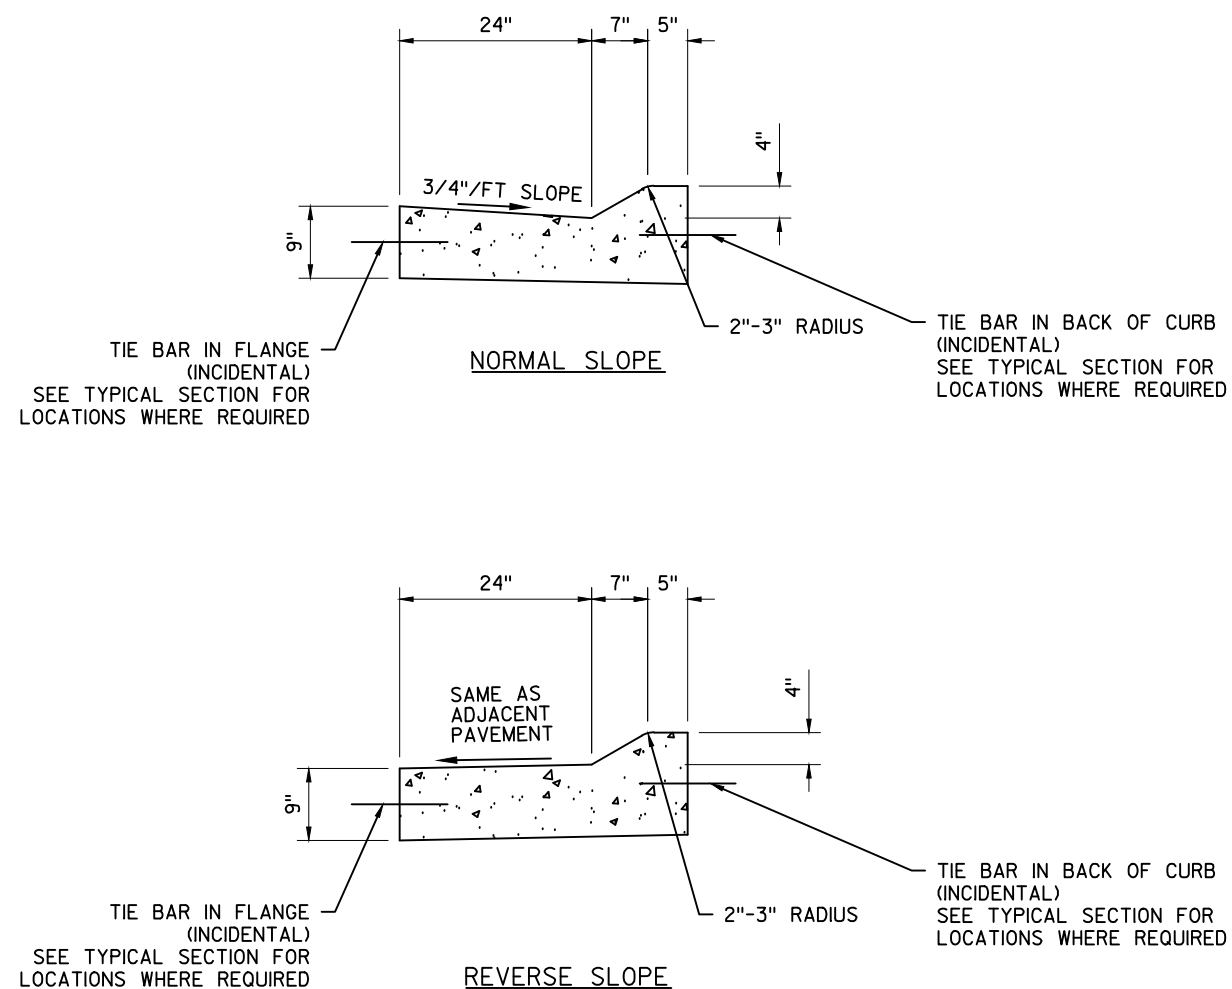 24"
7"
5"
4"
3/4"/FT SLOPE
9"
2"-3" RADIUS
TIE BAR IN BACK OF CURB
(INCIDENTAL)
SEE TYPICAL SECTION FOR
LOCATIONS WHERE REQUIRED
TIE BAR IN FLANGE
(INCIDENTAL)
SEE TYPICAL SECTION FOR
LOCATIONS WHERE REQUIRED
NORMAL SLOPE
24"
7"
5"
4"
SAME AS
ADJACENT
PAVEMENT
9"
TIE BAR IN BACK OF CURB
(INCIDENTAL)
SEE TYPICAL SECTION FOR
LOCATIONS WHERE REQUIRED
2"-3" RADIUS
TIE BAR IN FLANGE
(INCIDENTAL)
SEE TYPICAL SECTION FOR
LOCATIONS WHERE REQUIRED
REVERSE SLOPE